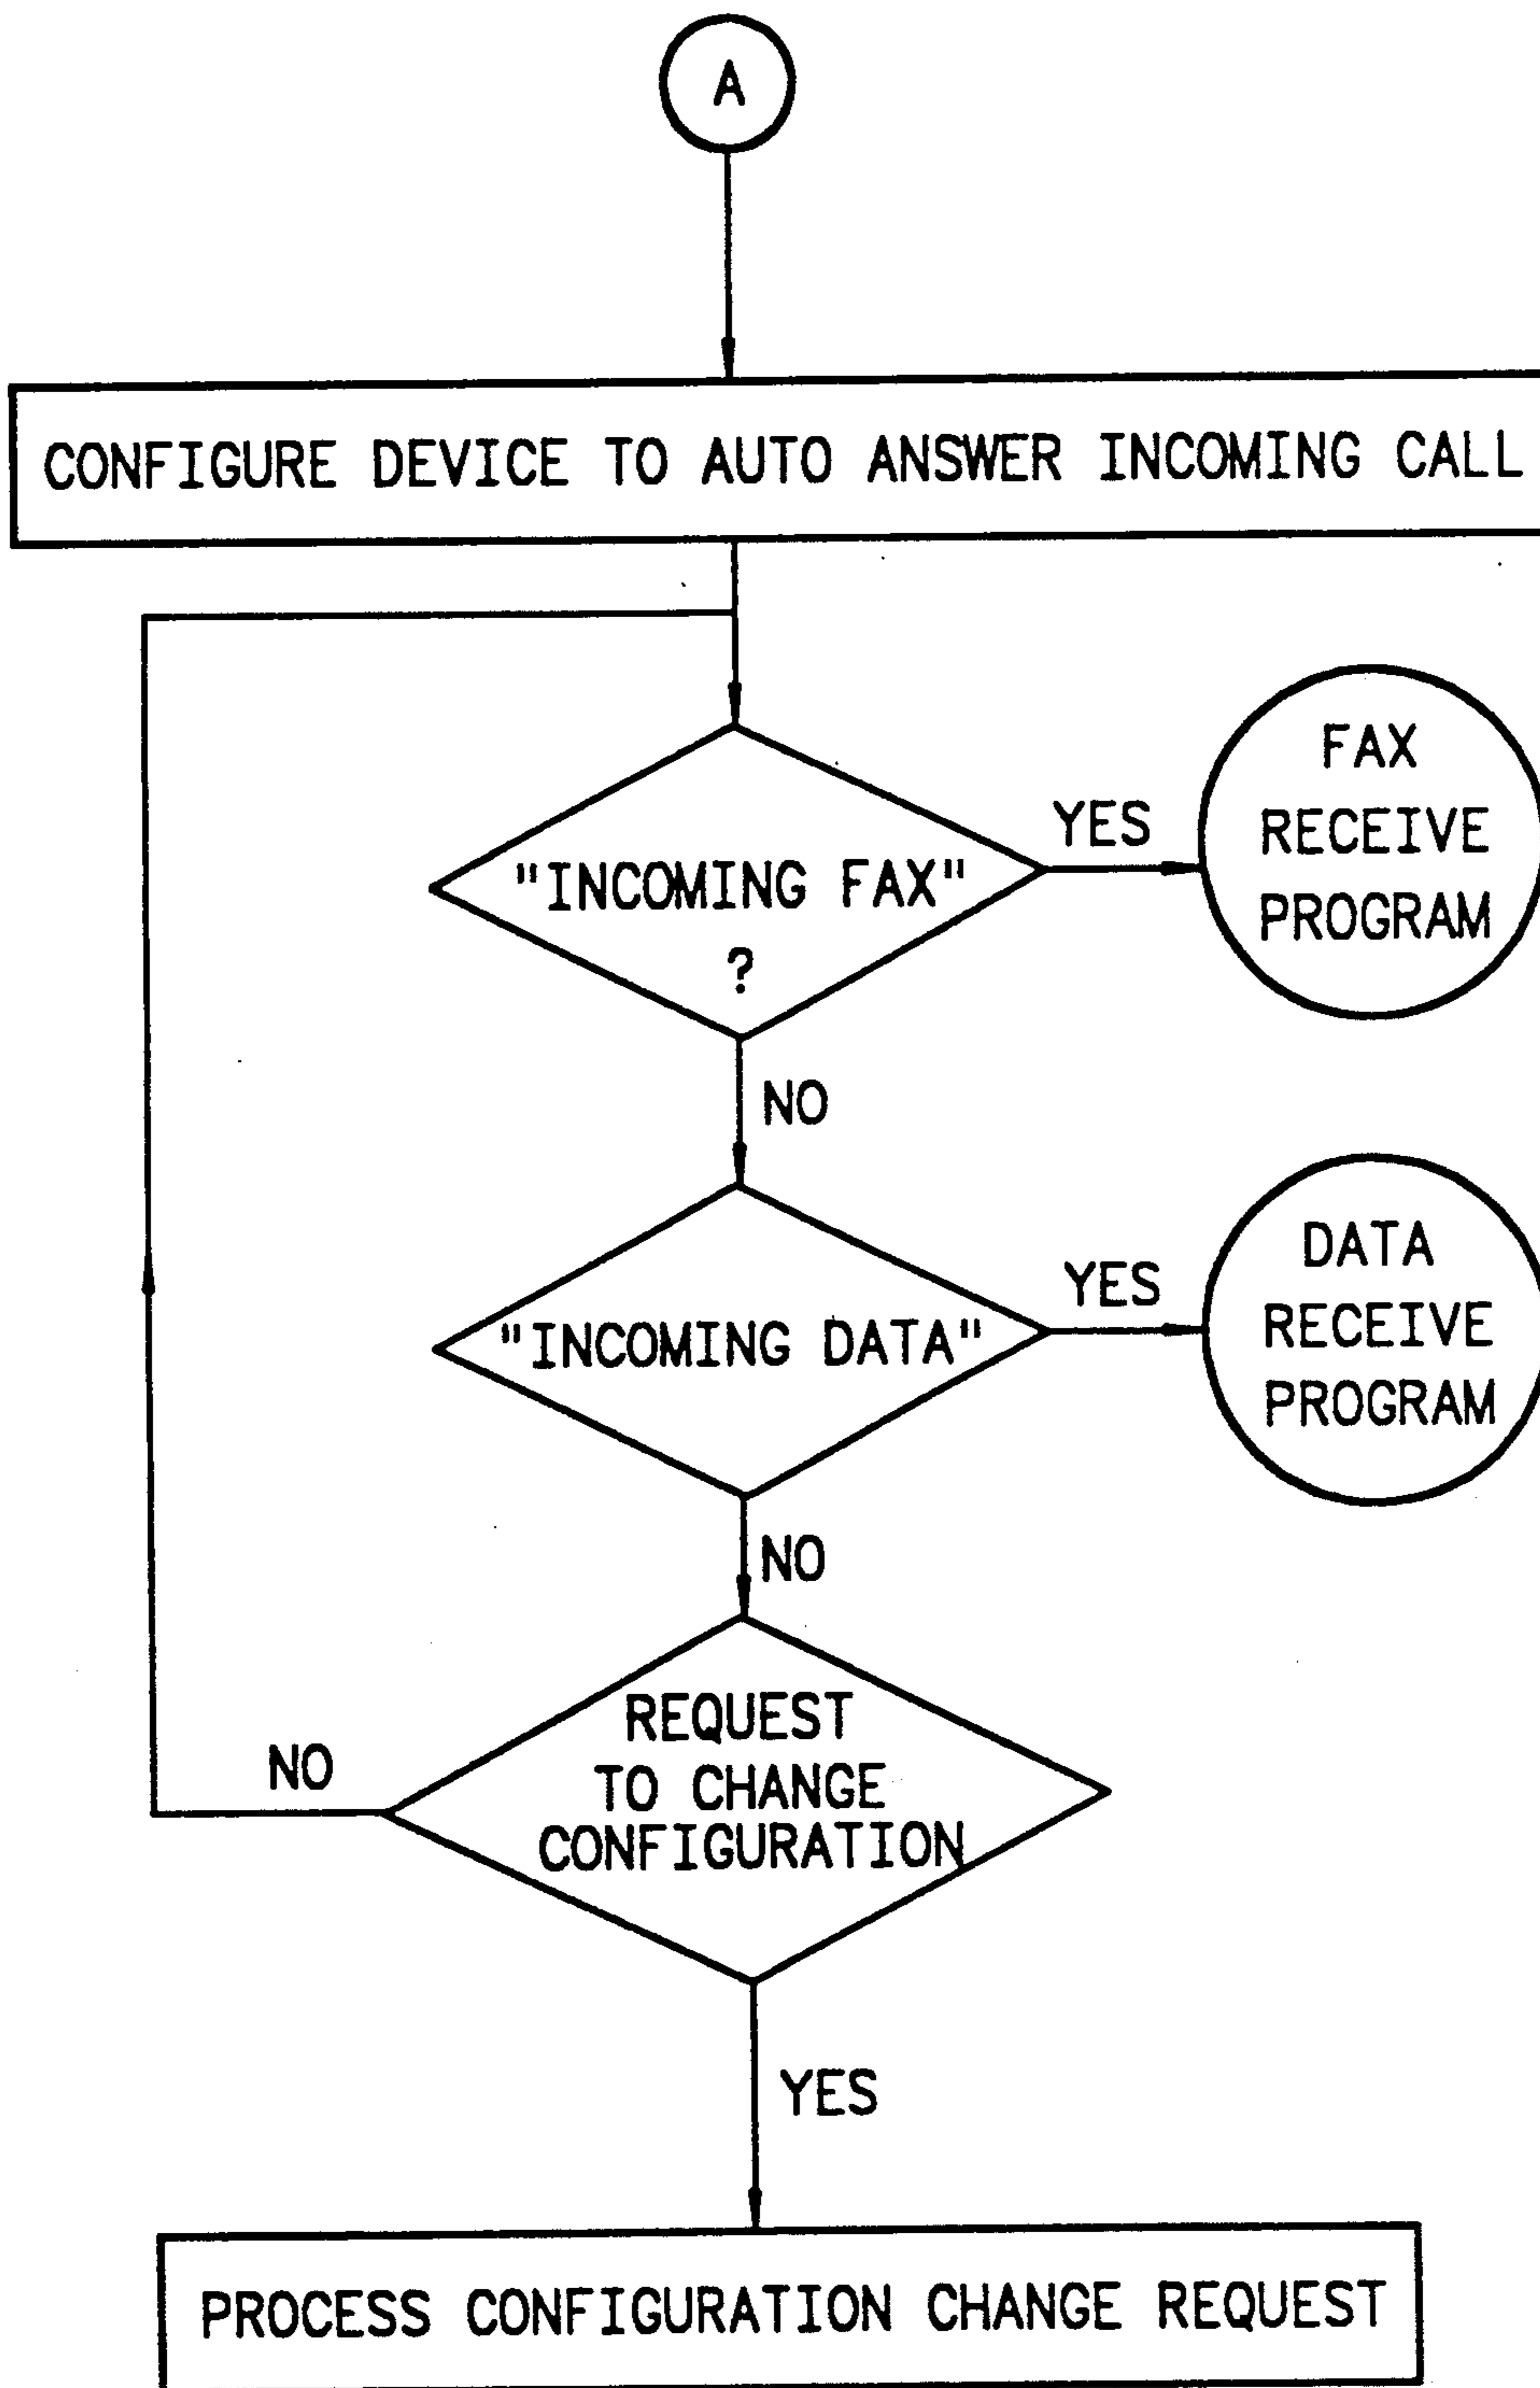 A
CONFIGURE DEVICE TO AUTO ANSWER INCOMING CALL
"INCOMING FAX"
?
YES
FAX
RECEIVE
PROGRAM
NO
"INCOMING DATA"
YES
DATA
RECEIVE
PROGRAM
NO
REQUEST
TO CHANGE
CONFIGURATION
NO
YES
PROCESS CONFIGURATION CHANGE REQUEST